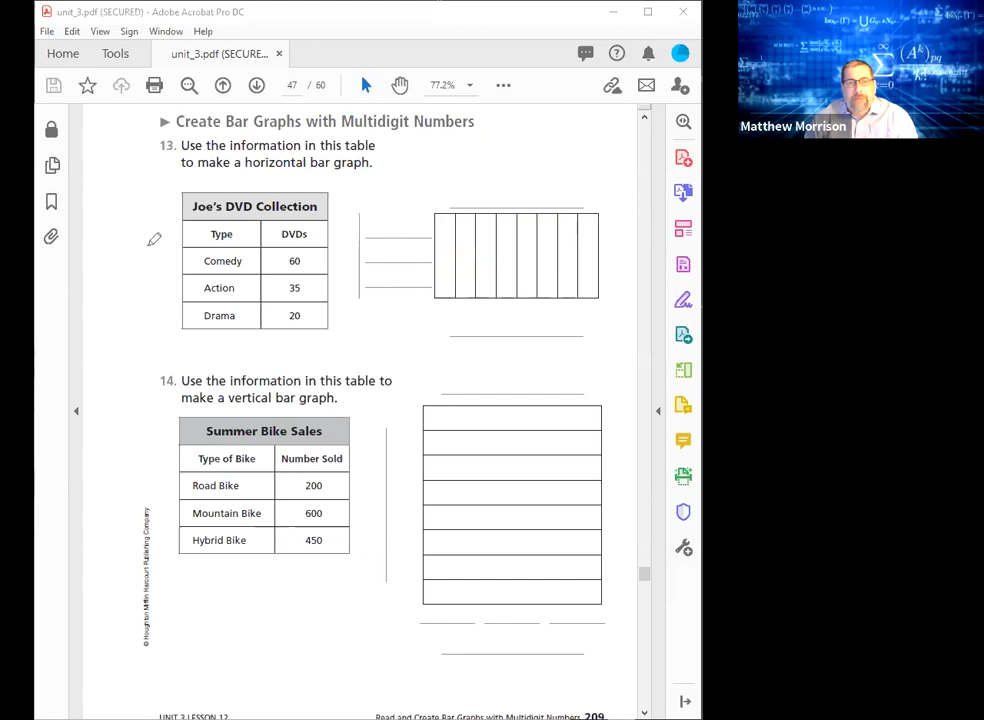 unit_3.pdf (SECURED) - Adobe Acrobat Pro DC
File Edit View Sign Window Help
Home Tools unit_3.pdf (SECURE... ×
47 / 60 77.2%
▶ Create Bar Graphs with Multidigit Numbers
13. Use the information in this table
to make a horizontal bar graph.
Joe's DVD Collection
Type DVDs
Comedy 60
Action 35
Drama 20
14. Use the information in this table to
make a vertical bar graph.
Summer Bike Sales
Type of Bike Number Sold
Road Bike 200
Mountain Bike 600
Hybrid Bike 450
© Houghton Mifflin Harcourt Publishing Company
UNIT 3 LESSON 12 Read and Create Bar Graphs with Multidigit Numbers 209
Matthew Morrison